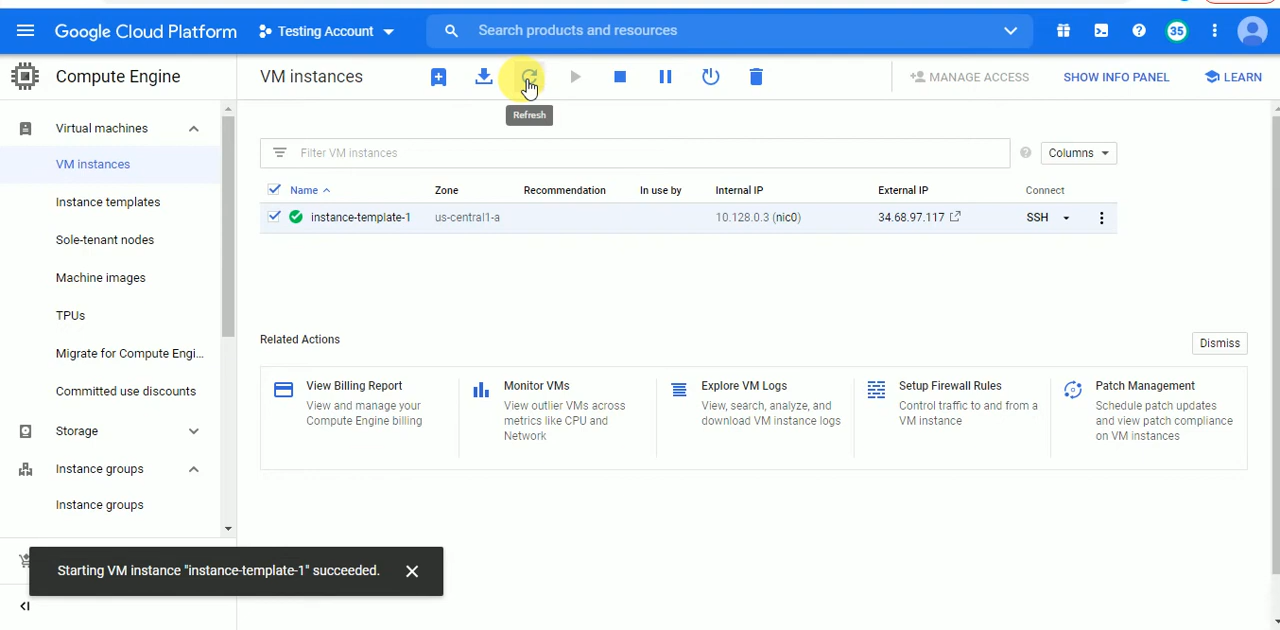 Google Cloud Platform
Testing Account
Search products and resources
35
Compute Engine
VM instances
MANAGE ACCESS
SHOW INFO PANEL
LEARN
Refresh
Virtual machines
VM instances
Instance templates
Sole-tenant nodes
Machine images
TPUs
Migrate for Compute Engi...
Committed use discounts
Storage
Instance groups
Instance groups
Filter VM instances
Columns
Name
Zone
Recommendation
In use by
Internal IP
External IP
Connect
instance-template-1
us-central1-a
10.128.0.3 (nic0)
34.68.97.117
SSH
Related Actions
Dismiss
View Billing Report
View and manage your
Compute Engine billing
Monitor VMs
View outlier VMs across
metrics like CPU and
Network
Explore VM Logs
View, search, analyze, and
download VM instance logs
Setup Firewall Rules
Control traffic to and from a
VM instance
Patch Management
Schedule patch updates
and view patch compliance
on VM instances
Starting VM instance "instance-template-1" succeeded.